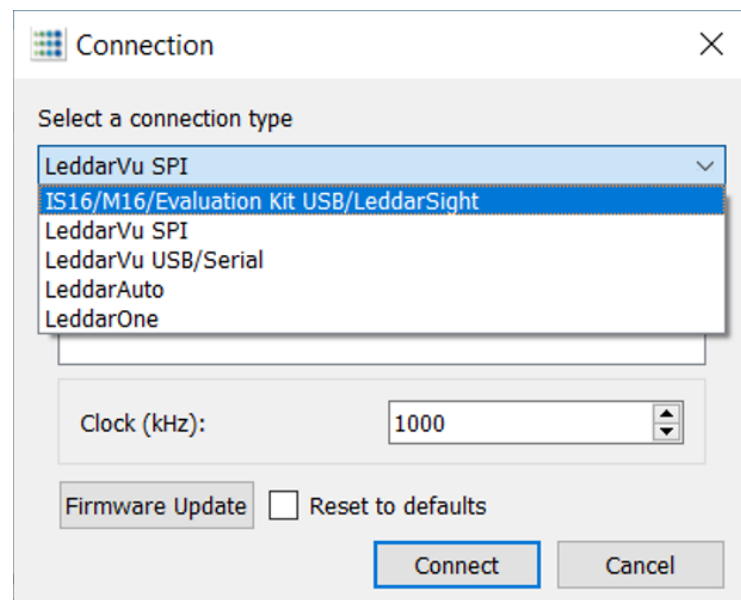 Connection
Select a connection type
LeddarVu SPI
IS16/M16/Evaluation Kit USB/LeddarSight
LeddarVu SPI
LeddarVu USB/Serial
LeddarAuto
LeddarOne
Clock (kHz): 1000
Firmware Update Reset to defaults
Connect Cancel